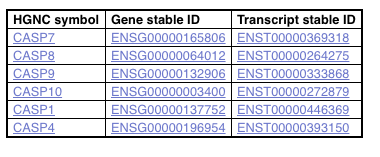 HGNC symbol Gene stable ID Transcript stable ID
CASP7 ENSG00000165806 ENST00000369318
CASP8 ENSG00000064012 ENST00000264275
CASP9 ENSG00000132906 ENST00000333868
CASP10 ENSG00000003400 ENST00000272879
CASP1 ENSG00000137752 ENST00000446369
CASP4 ENSG00000196954 ENST00000393150